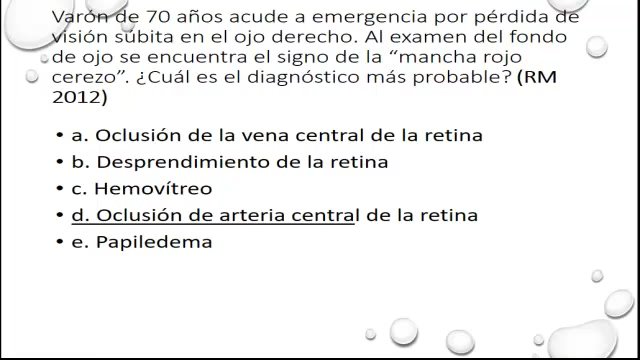 Varón de 70 años acude a emergencia por pérdida de
visión súbita en el ojo derecho. Al examen del fondo
de ojo se encuentra el signo de la “mancha rojo
cerezo”. ¿Cuál es el diagnóstico más probable? (RM
2012)
• a. Oclusión de la vena central de la retina
• b. Desprendimiento de la retina
• c. Hemovítreo
• d. Oclusión de arteria central de la retina
• e. Papiledema